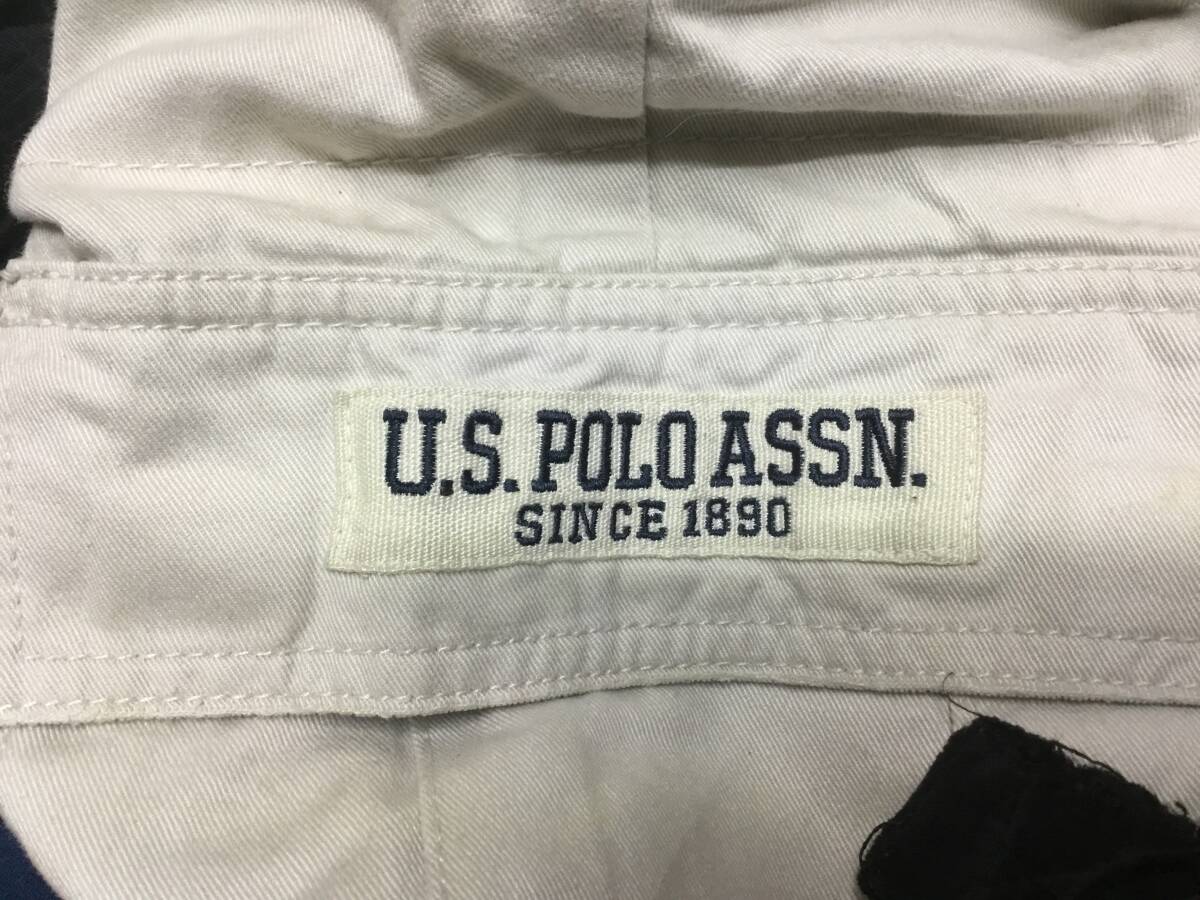 U.S. POLO ASSN.
SINCE 1890